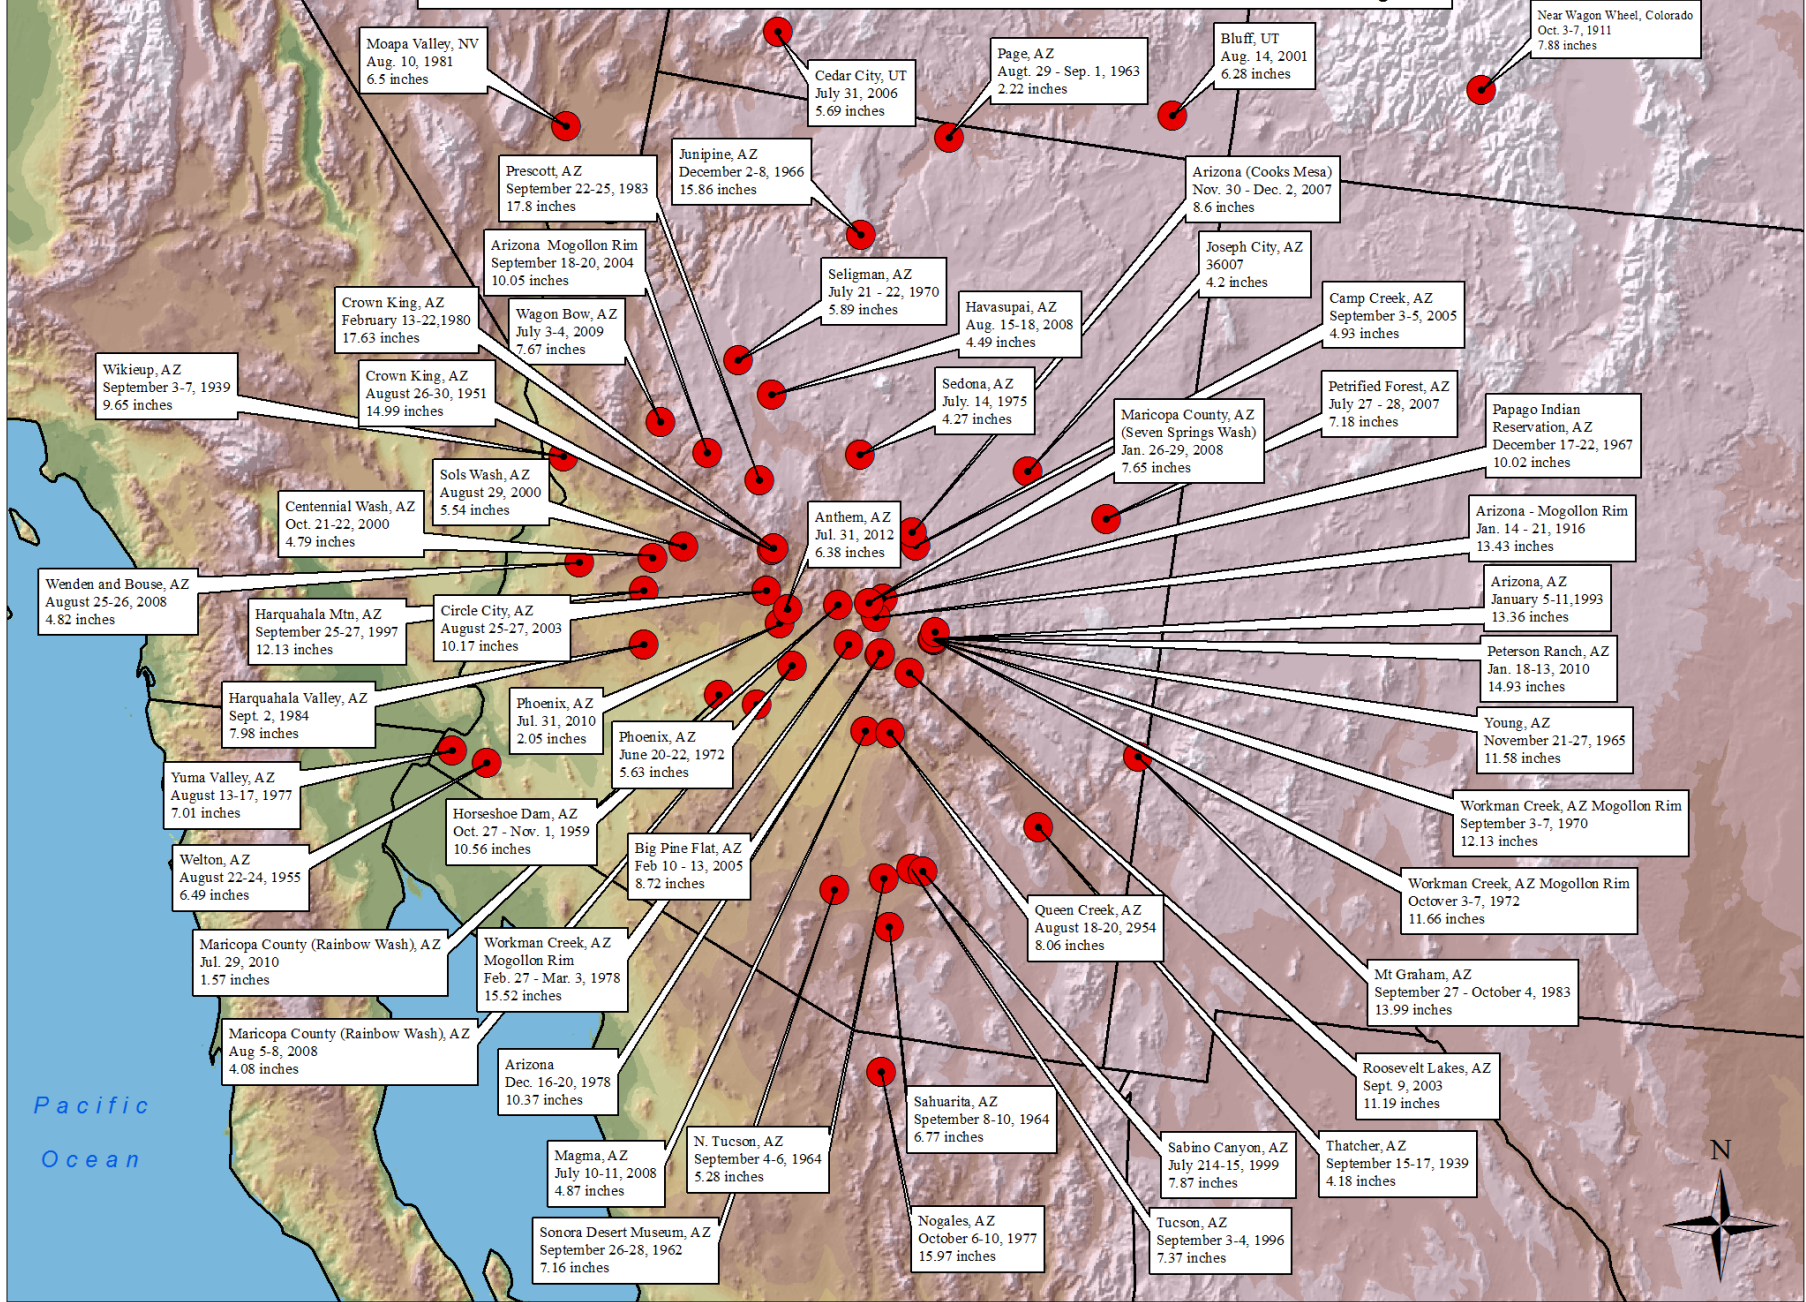 Near Wagon Wheel, Colorado
Oct. 3-7, 1911
7.88 inches
Moapa Valley, NV
Aug. 10, 1981
6.5 inches
Cedar City, UT
July 31, 2006
5.69 inches
Page, AZ
Augt. 29 - Sep. 1, 1963
2.22 inches
Bluff, UT
Aug. 14, 2001
6.28 inches
Prescott, AZ
September 22-25, 1983
17.8 inches
Junipine, AZ
December 2-8, 1966
15.86 inches
Arizona (Cooks Mesa)
Nov. 30 - Dec. 2, 2007
8.6 inches
Arizona Mogollon Rim
September 18-20, 2004
10.05 inches
Seligman, AZ
July 21 - 22, 1970
5.89 inches
Joseph City, AZ
36007
4.2 inches
Crown King, AZ
February 13-22,1980
17.63 inches
Wagon Bow, AZ
July 3-4, 2009
7.67 inches
Havasupai, AZ
Aug. 15-18, 2008
4.49 inches
Camp Creek, AZ
September 3-5, 2005
4.93 inches
Wikieup, AZ
September 3-7, 1939
9.65 inches
Crown King, AZ
August 26-30, 1951
14.99 inches
Sedona, AZ
July. 14, 1975
4.27 inches
Maricopa County, AZ
(Seven Springs Wash)
Jan. 26-29, 2008
7.65 inches
Petrified Forest, AZ
July 27 - 28, 2007
7.18 inches
Papago Indian
Reservation, AZ
December 17-22, 1967
10.02 inches
Sols Wash, AZ
August 29, 2000
5.54 inches
Centennial Wash, AZ
Oct. 21-22, 2000
4.79 inches
Anthem, AZ
Jul. 31, 2012
6.38 inches
Arizona - Mogollon Rim
Jan. 14 - 21, 1916
13.43 inches
Wenden and Bouse, AZ
August 25-26, 2008
4.82 inches
Harquahala Mtn, AZ
September 25-27, 1997
12.13 inches
Circle City, AZ
August 25-27, 2003
10.17 inches
Arizona, AZ
January 5-11,1993
13.36 inches
Peterson Ranch, AZ
Jan. 18-13, 2010
14.93 inches
Harquahala Valley, AZ
Sept. 2, 1984
7.98 inches
Phoenix, AZ
Jul. 31, 2010
2.05 inches
Phoenix, AZ
June 20-22, 1972
5.63 inches
Young, AZ
November 21-27, 1965
11.58 inches
Yuma Valley, AZ
August 13-17, 1977
7.01 inches
Horseshoe Dam, AZ
Oct. 27 - Nov. 1, 1959
10.56 inches
Workman Creek, AZ Mogollon Rim
September 3-7, 1970
12.13 inches
Welton, AZ
August 22-24, 1955
6.49 inches
Big Pine Flat, AZ
Feb 10 - 13, 2005
8.72 inches
Workman Creek, AZ Mogollon Rim
Octover 3-7, 1972
11.66 inches
Queen Creek, AZ
August 18-20, 2954
8.06 inches
Maricopa County (Rainbow Wash), AZ
Jul. 29, 2010
1.57 inches
Workman Creek, AZ
Mogollon Rim
Feb. 27 - Mar. 3, 1978
15.52 inches
Mt Graham, AZ
September 27 - October 4, 1983
13.99 inches
Maricopa County (Rainbow Wash), AZ
Aug 5-8, 2008
4.08 inches
Arizona
Dec. 16-20, 1978
10.37 inches
Roosevelt Lakes, AZ
Sept. 9, 2003
11.19 inches
Pacific
Ocean
Sahuarita, AZ
Spetember 8-10, 1964
6.77 inches
Magma, AZ
July 10-11, 2008
4.87 inches
N. Tucson, AZ
September 4-6, 1964
5.28 inches
Sabino Canyon, AZ
July 214-15, 1999
7.87 inches
Thatcher, AZ
September 15-17, 1939
4.18 inches
N
Sonora Desert Museum, AZ
September 26-28, 1962
7.16 inches
Nogales, AZ
October 6-10, 1977
15.97 inches
Tucson, AZ
September 3-4, 1996
7.37 inches